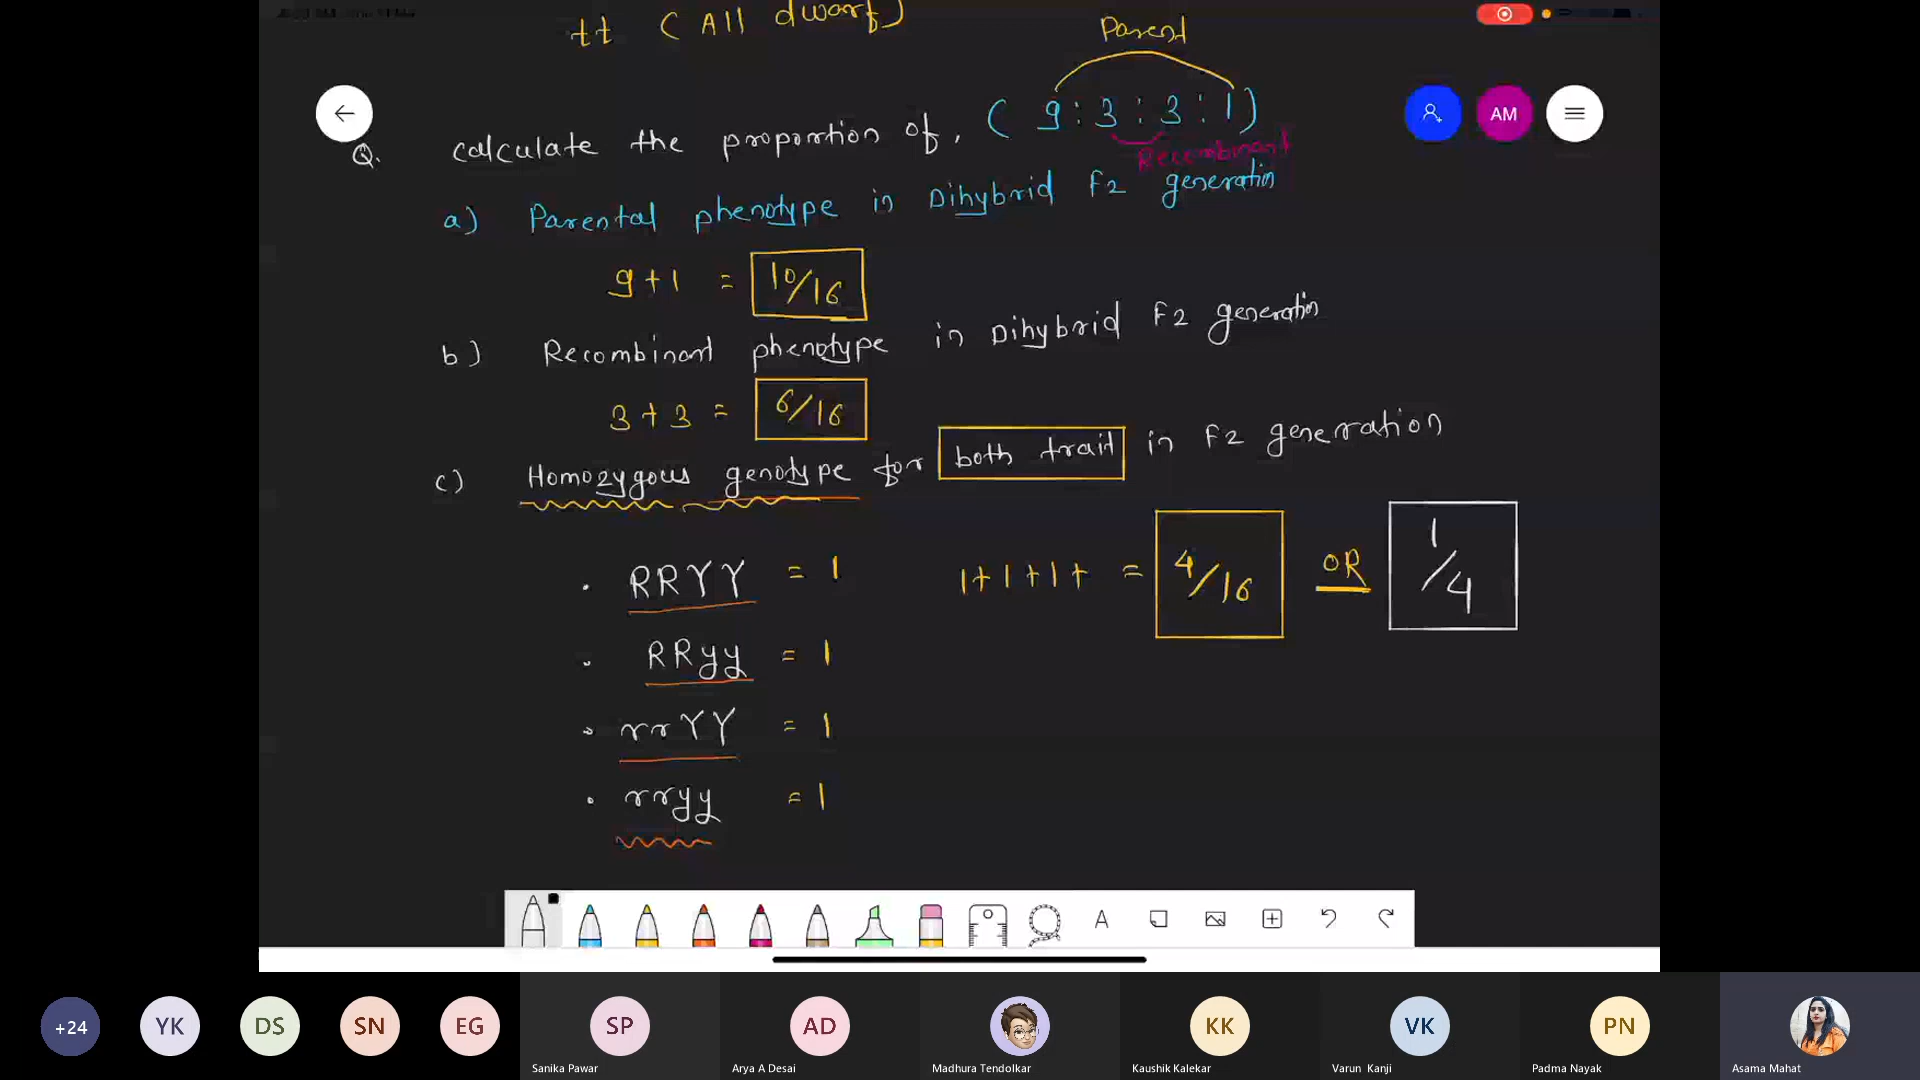 tt ( All dwarf)
Parent
Q. calculate the proportion of, ( 9 : 3 : 3 : 1 )
Recombinant
a) Parental phenotype in Dihybrid F2 generation
9 + 1 = 10/16
b) Recombinant phenotype in Dihybrid F2 generation
3 + 3 = 6/16
c) Homozygous genotype for both trait in F2 generation
. RRYY = 1 1 + 1 + 1 + = 4/16 OR 1/4
. RRyy = 1
. rrYY = 1
. rryy = 1
AM
A
+24 YK DS SN EG SP AD KK VK PN
Sanika Pawar Arya A Desai Madhura Tendolkar Kaushik Kalekar Varun Kanji Padma Nayak Asama Mahat